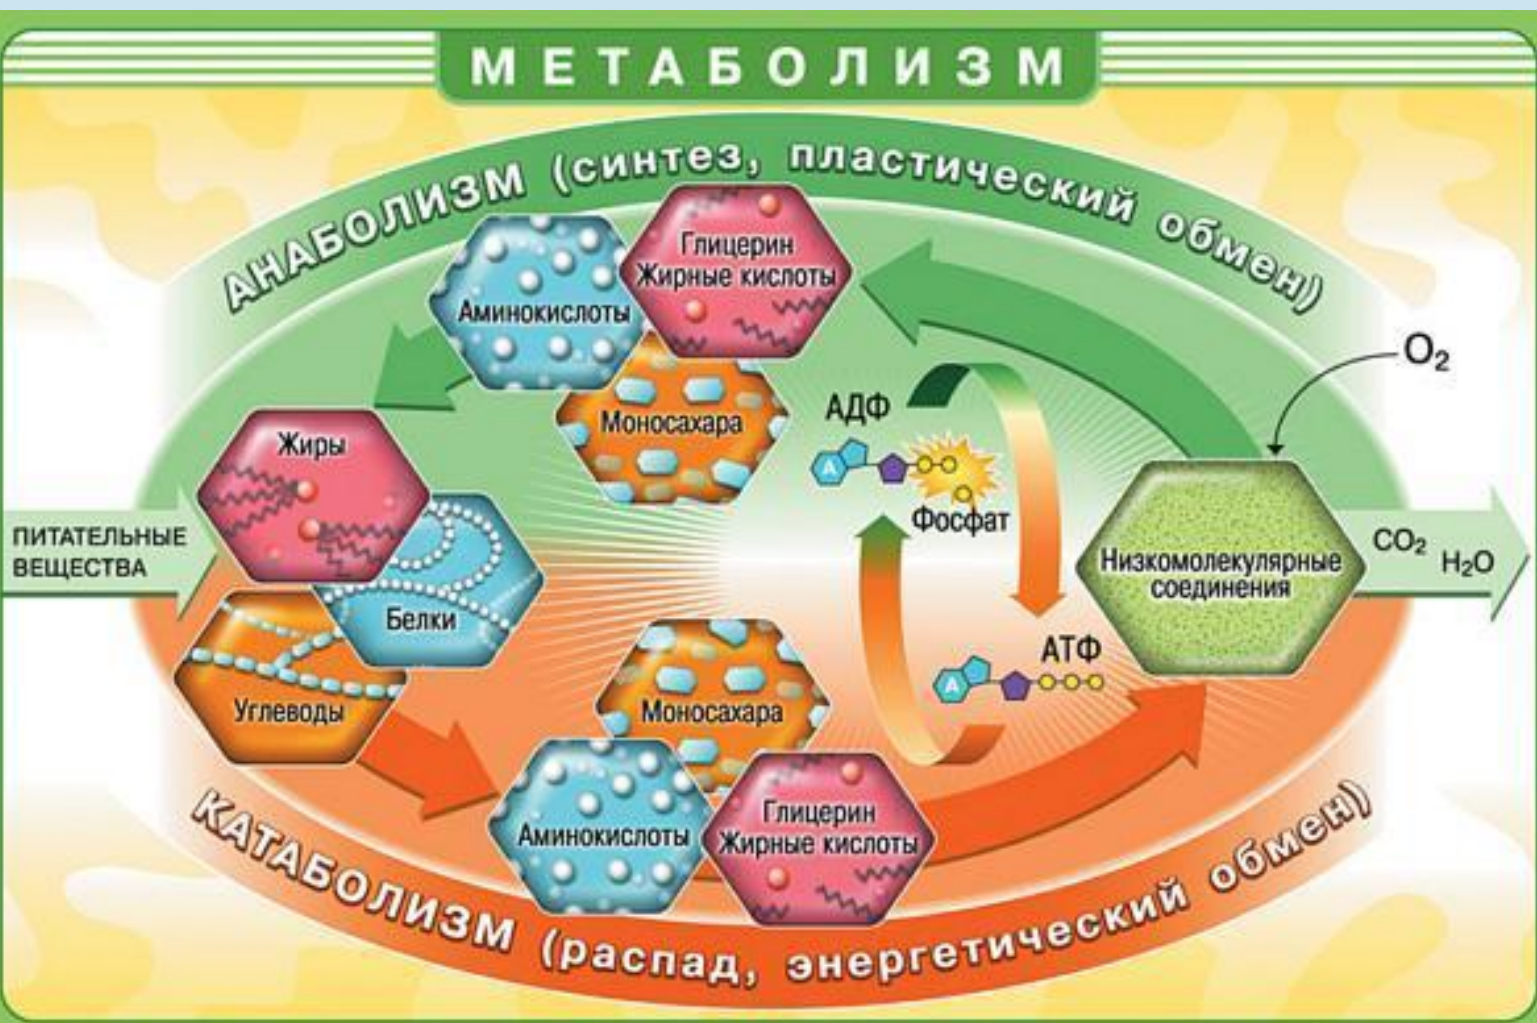 МЕТАБОЛИЗМ
АНАБОЛИЗМ (синтез, пластический обмен)
Глицерин
Жирные кислоты
Аминокислоты
Моносахара
O₂
АДФ
А
Фосфат
Жиры
ПИТАТЕЛЬНЫЕ
ВЕЩЕСТВА
Белки
Углеводы
Низкомолекулярные
соединения
CO₂
H₂O
АТФ
А
Моносахара
Аминокислоты
Глицерин
Жирные кислоты
КАТАБОЛИЗМ (распад, энергетический обмен)